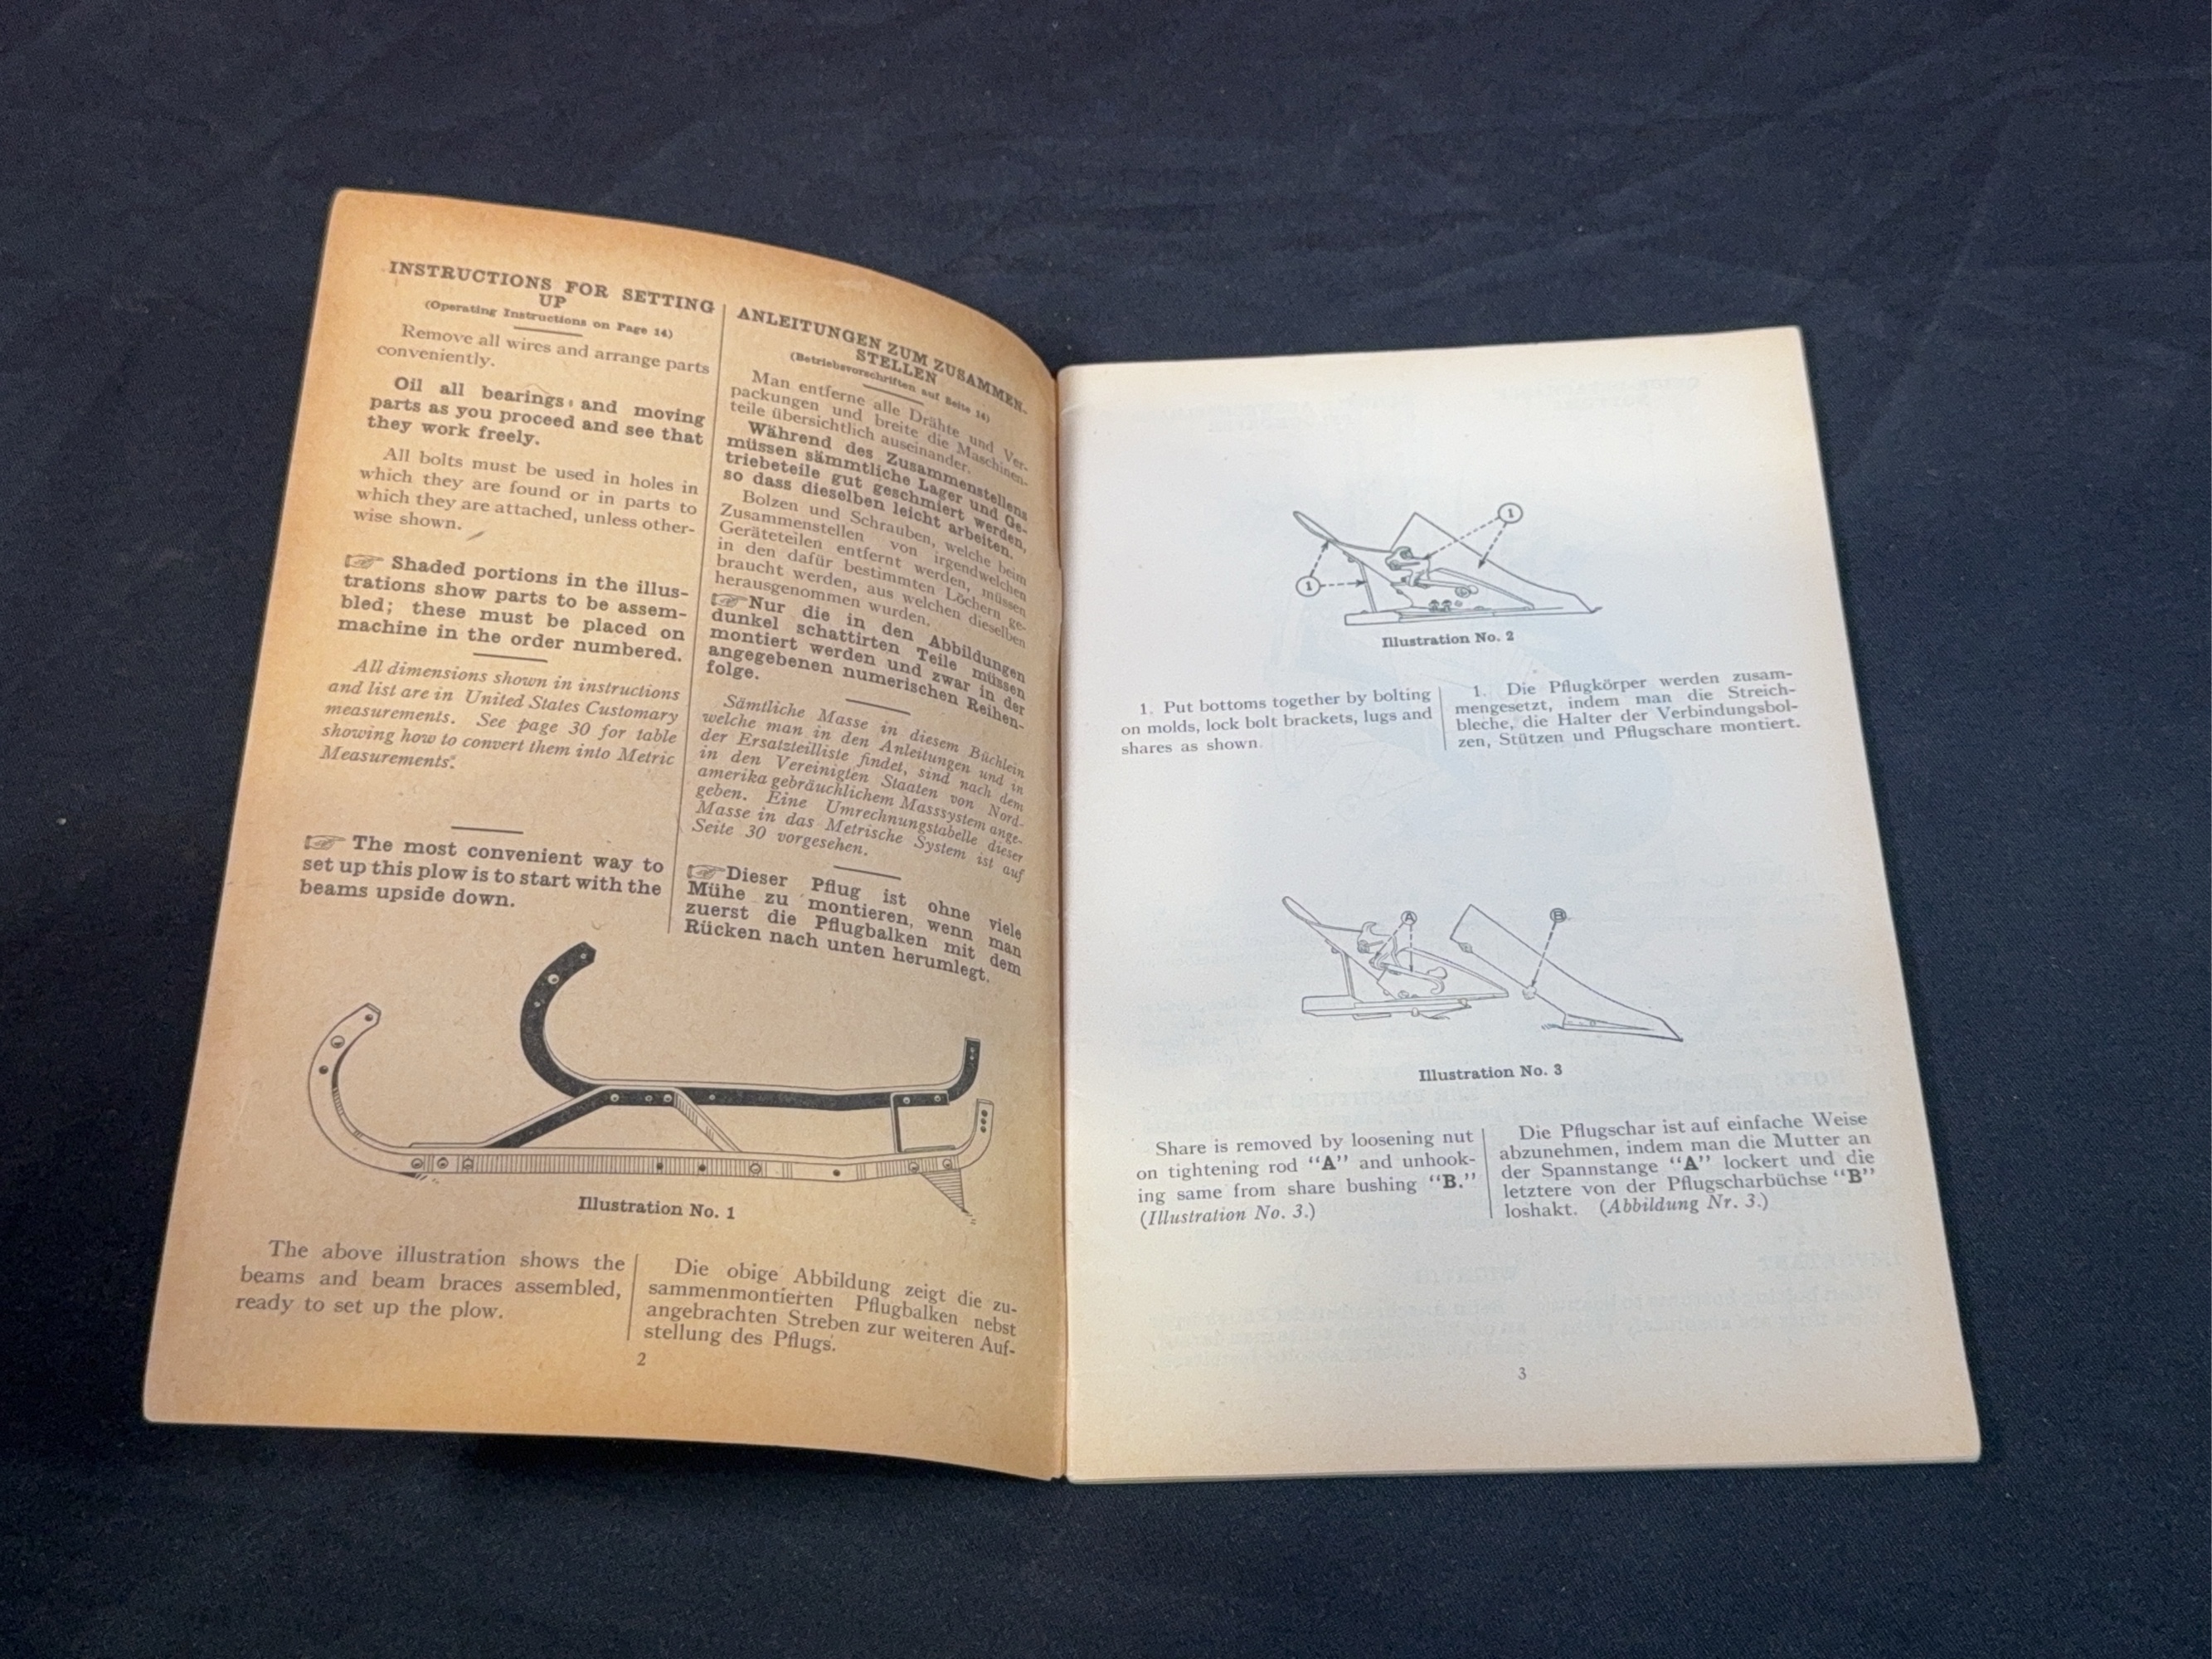 INSTRUCTIONS FOR SETTING
UP
(Operating Instructions on Page 14)
Remove all wires and arrange parts
conveniently.
Oil all bearings and moving
parts as you proceed and see that
they work freely.
All bolts must be used in holes in
which they are found or in parts to
which they are attached, unless other-
wise shown.
☞ Shaded portions in the illus-
trations show parts to be assem-
bled; these must be placed on
machine in the order numbered.
All dimensions shown in instructions
and list are in United States Customary
measurements. See page 30 for table
showing how to convert them into Metric
Measurements.
☞ The most convenient way to
set up this plow is to start with the
beams upside down.
ANLEITUNGEN ZUM ZUSAMMEN-
STELLEN
(Betriebsvorschriften auf Seite 14)
Man entferne alle Drähte und Ver-
packungen und breite die Maschinen-
teile übersichtlich auseinander.
Während des Zusammenstellens
müssen sämmtliche Lager und Ge-
triebeteile gut geschmiert werden,
so dass dieselben leicht arbeiten.
Bolzen und Schrauben, welche beim
Zusammenstellen von irgendwelchen
Geräteteilen entfernt werden, müssen
in den dafür bestimmten Löchern ge-
braucht werden, aus welchen dieselben
herausgenommen wurden.
☞ Nur die in den Abbildungen
dunkel schattirten Teile müssen
montiert werden und zwar in der
angegebenen numerischen Reihen-
folge.
Sämtliche Masse in diesem Büchlein
welche man in den Anleitungen und in
der Ersatzteilliste findet, sind nach dem
in den Vereinigten Staaten von Nord-
amerika gebräuchlichem Masssystem ange-
geben. Eine Umrechnungstabelle dieser
Masse in das Metrische System ist auf
Seite 30 vorgesehen.
☞ Dieser Pflug ist ohne viele
Mühe zu montieren, wenn man
zuerst die Pflugbalken mit dem
Rücken nach unten herumlegt.
Illustration No. 1
The above illustration shows the
beams and beam braces assembled,
ready to set up the plow.
Die obige Abbildung zeigt die zu-
sammenmontierten Pflugbalken nebst
angebrachten Streben zur weiteren Auf-
stellung des Pflugs.
2
1
1
Illustration No. 2
1. Put bottoms together by bolting
on molds, lock bolt brackets, lugs and
shares as shown.
1. Die Pflugkörper werden zusam-
mengesetzt, indem man die Streich-
bleche, die Halter der Verbindungsbol-
zen, Stützen und Pflugschare montiert.
A
B
Illustration No. 3
Share is removed by loosening nut
on tightening rod "A" and unhook-
ing same from share bushing "B."
(Illustration No. 3.)
Die Pflugschar ist auf einfache Weise
abzunehmen, indem man die Mutter an
der Spannstange "A" lockert und die
letztere von der Pflugscharbüchse "B"
loshakt. (Abbildung Nr. 3.)
3